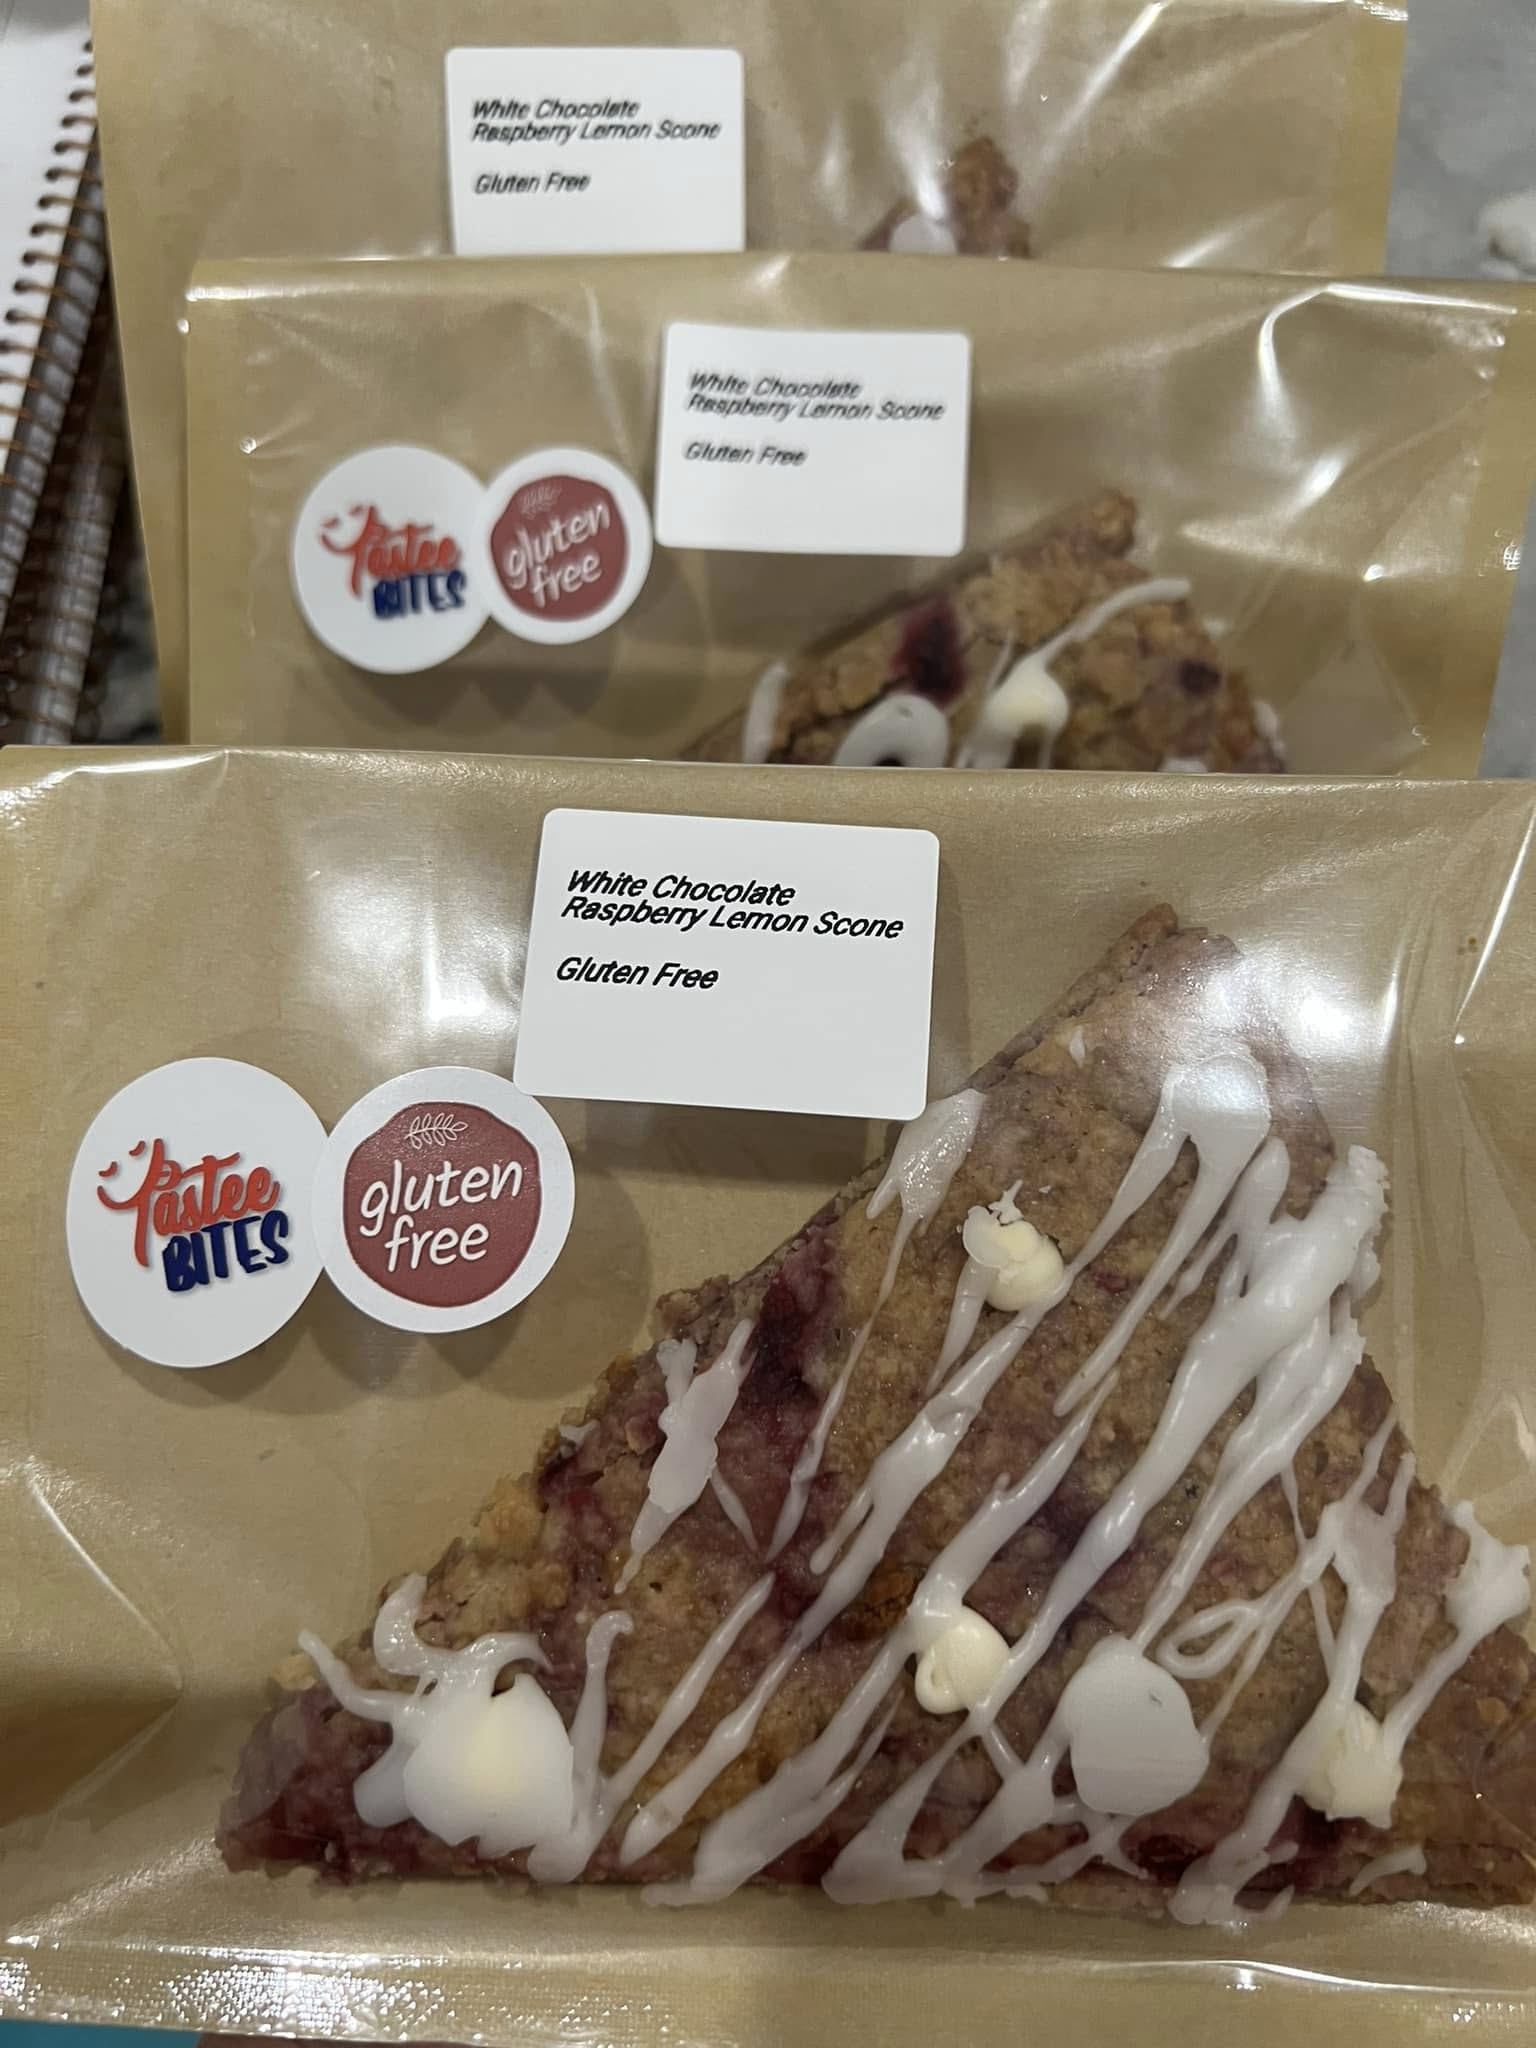 White Chocolate
Raspberry Lemon Scone
Gluten Free
White Chocolate
Raspberry Lemon Scone
Gluten Free
Tastee
BITES
gluten
free
White Chocolate
Raspberry Lemon Scone
Gluten Free
Tastee
BITES
gluten
free